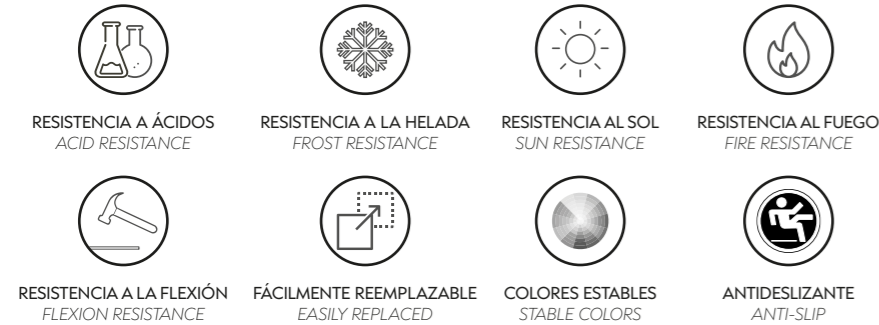 RESISTENCIA A ÁCIDOS
ACID RESISTANCE
RESISTENCIA A LA HELADA
FROST RESISTANCE
RESISTENCIA AL SOL
SUN RESISTANCE
RESISTENCIA AL FUEGO
FIRE RESISTANCE
RESISTENCIA A LA FLEXIÓN
FLEXION RESISTANCE
FÁCILMENTE REEMPLAZABLE
EASILY REPLACED
COLORES ESTABLES
STABLE COLORS
ANTIDESLIZANTE
ANTI-SLIP